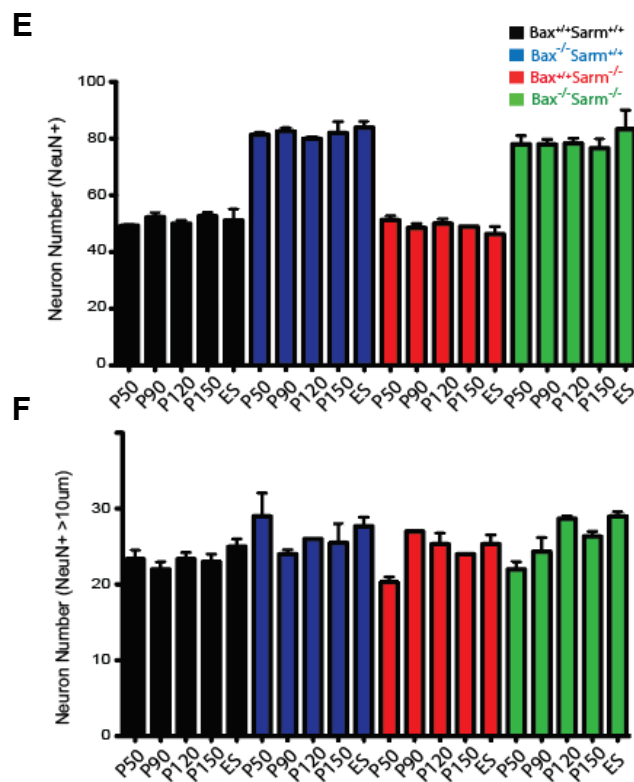 E
Bax+/+Sarm+/+
Bax-/-Sarm+/+
Bax+/+Sarm-/-
Bax-/-Sarm-/-
Neuron Number (NeuN+)
100
80
60
40
20
0
P50 P90 P120 P150 ES P50 P90 P120 P150 ES P50 P90 P120 P150 ES P50 P90 P120 P150 ES
F
Neuron Number (NeuN+ >10um)
30
20
10
0
P50 P90 P120 P150 ES P50 P90 P120 P150 ES P50 P90 P120 P150 ES P50 P90 P120 P150 ES